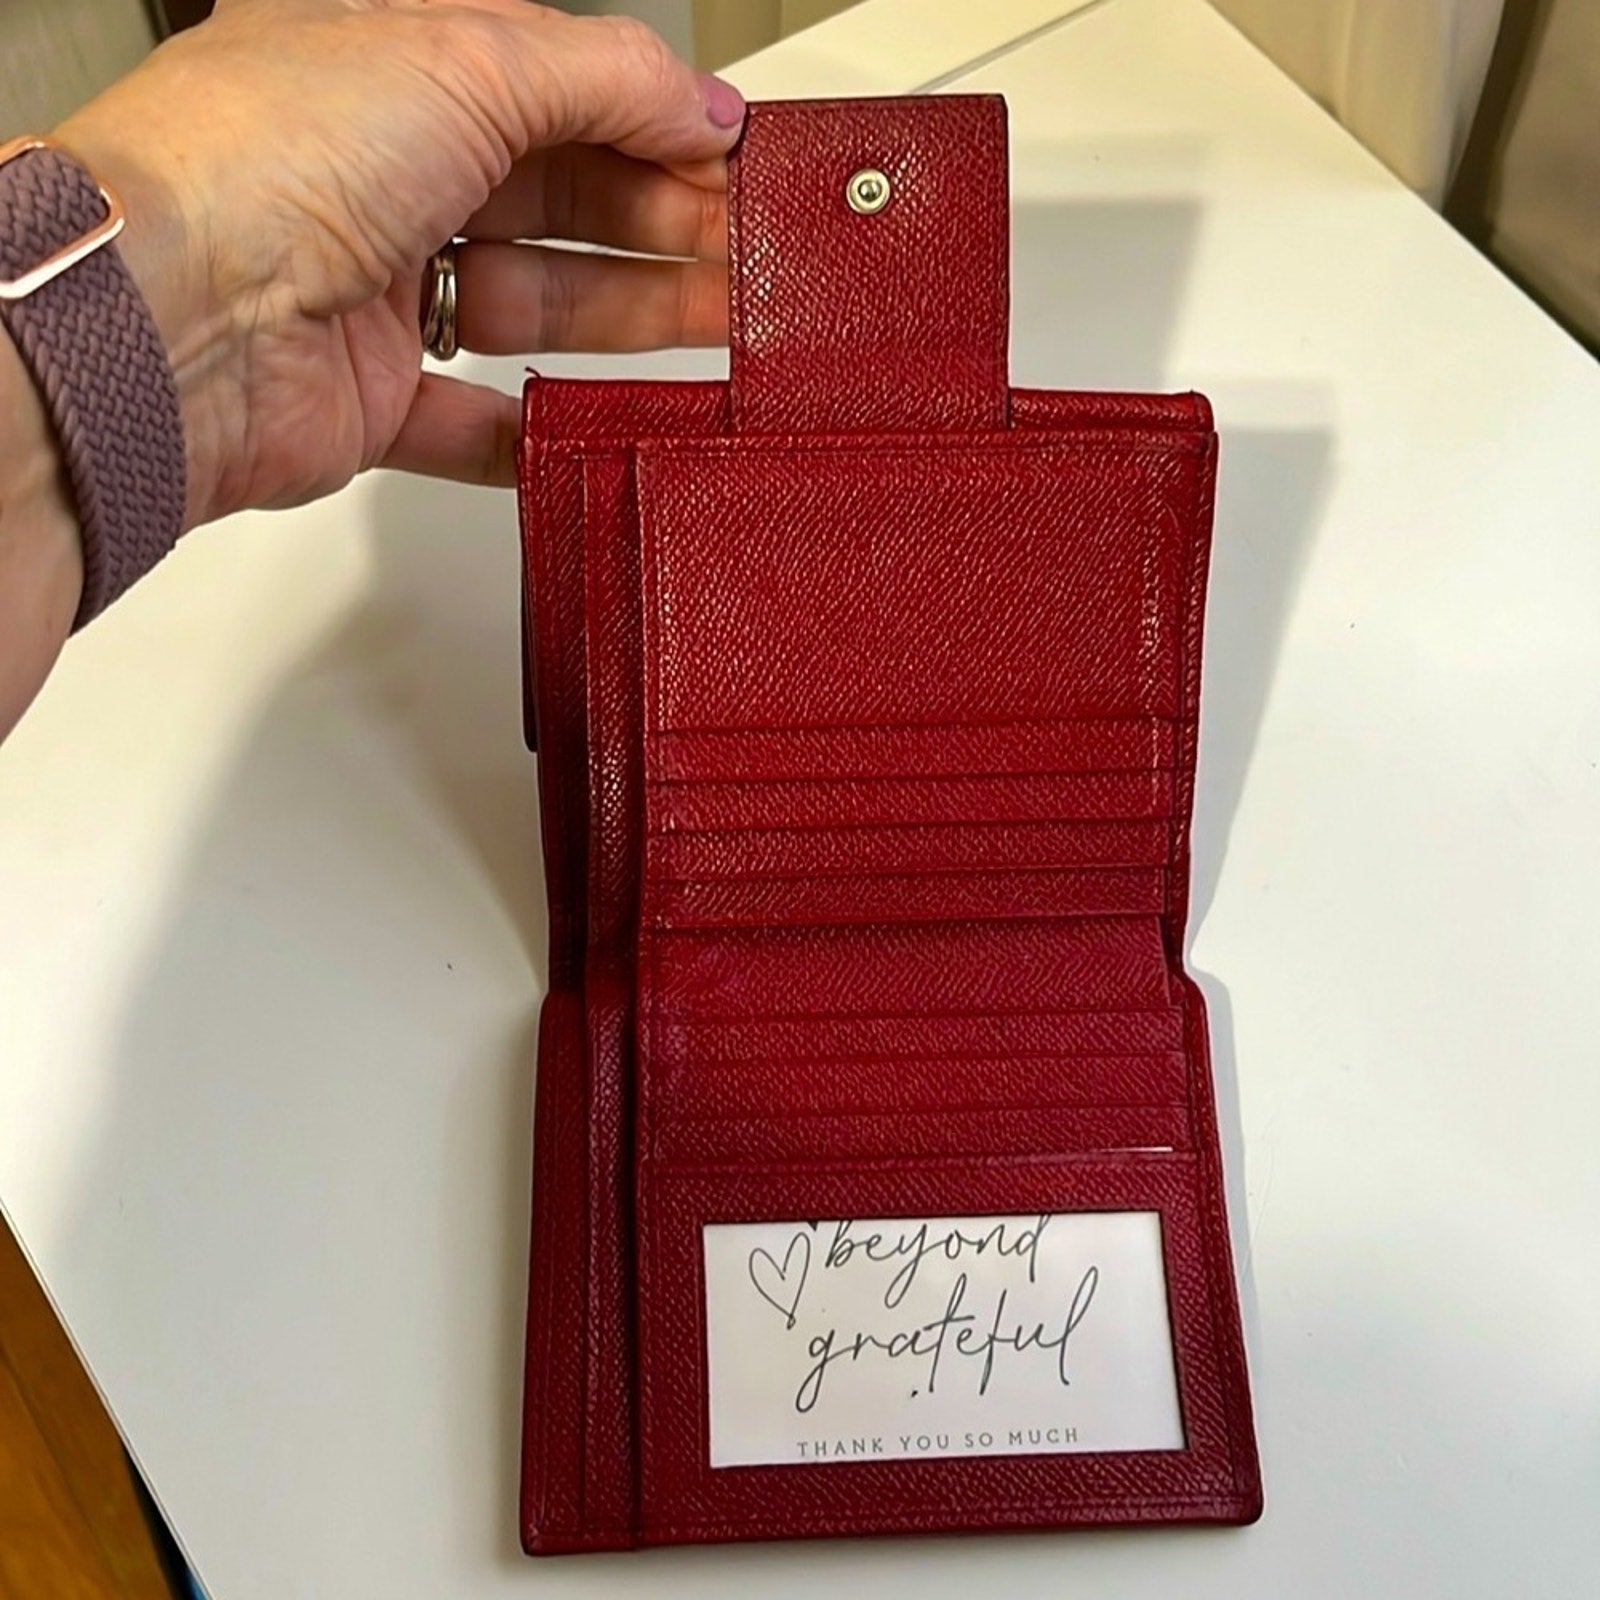 beyond
grateful
THANK YOU SO MUCH